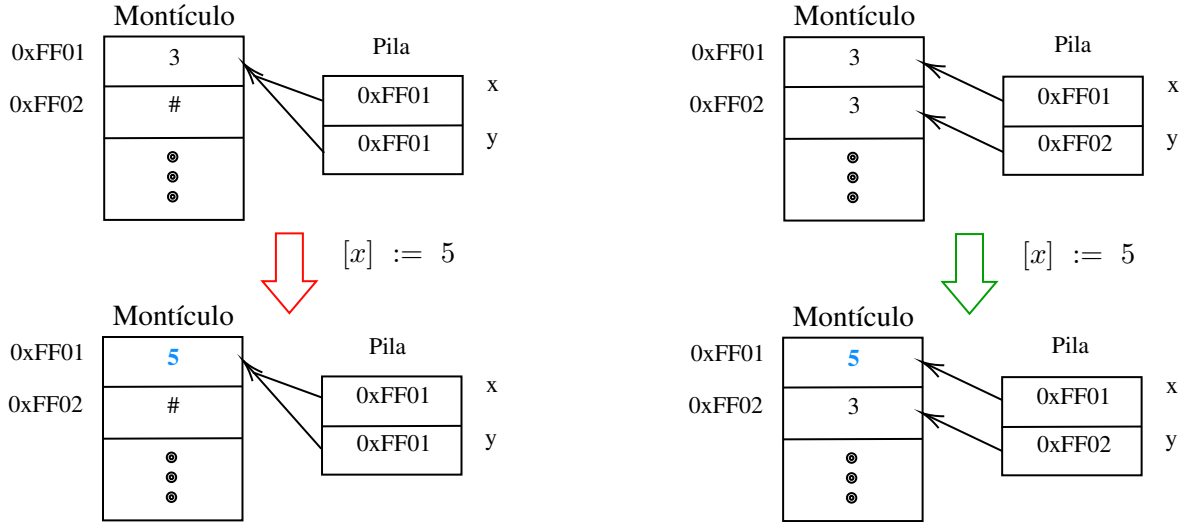 Montículo
Pila
0xFF01 3
0xFF02 #
0xFF01 x
0xFF01 y
[x] := 5
Montículo
Pila
0xFF01 5
0xFF02 #
0xFF01 x
0xFF01 y
Montículo
Pila
0xFF01 3
0xFF02 3
0xFF01 x
0xFF02 y
[x] := 5
Montículo
Pila
0xFF01 5
0xFF02 3
0xFF01 x
0xFF02 y